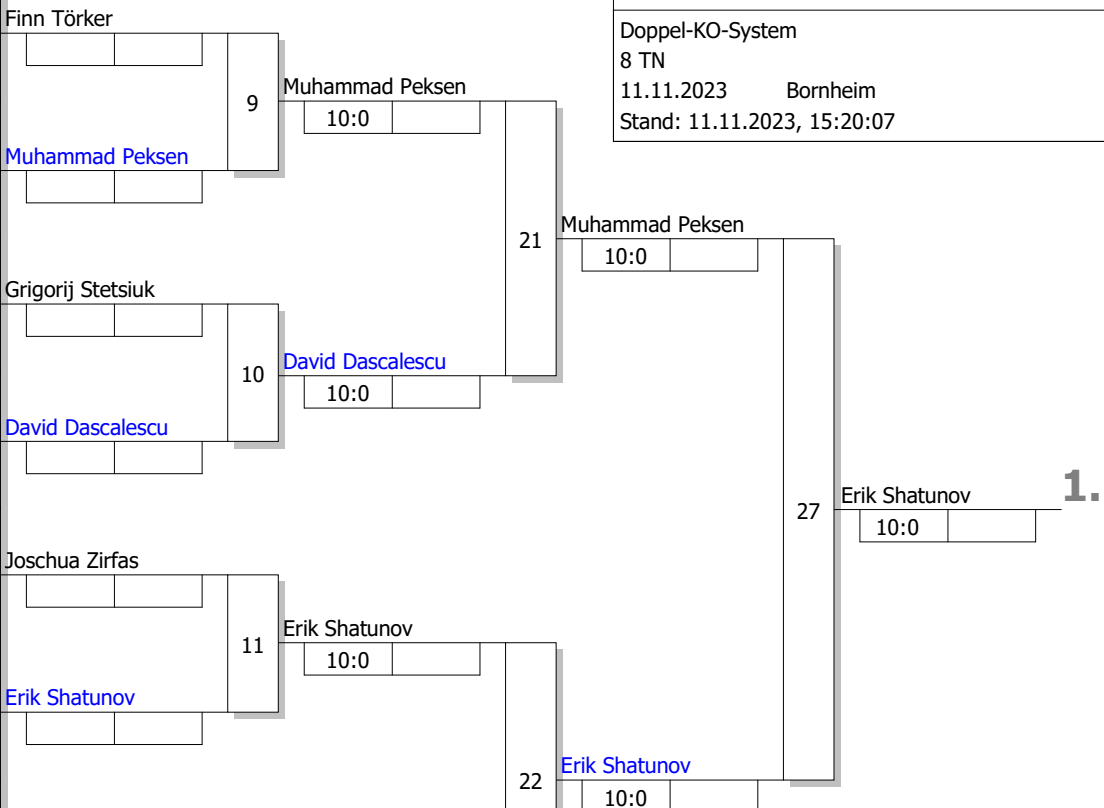 Finn Törker
Doppel-KO-System
8 TN
11.11.2023 Bornheim
Stand: 11.11.2023, 15:20:07
9
Muhammad Peksen
10:0
Muhammad Peksen
21
Muhammad Peksen
10:0
Grigorij Stetsiuk
10
David Dascalescu
10:0
David Dascalescu
27
Erik Shatunov
1.
10:0
Joschua Zirfas
11
Erik Shatunov
10:0
Erik Shatunov
22
Erik Shatunov
10:0